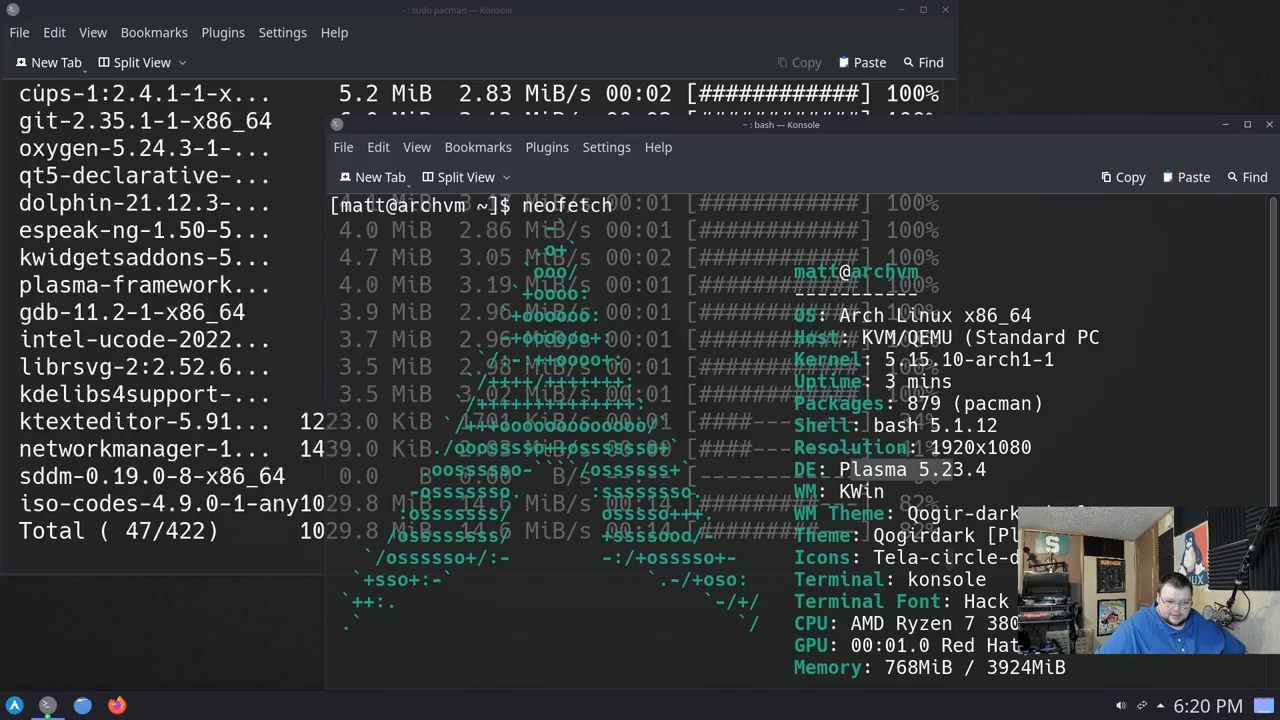 - : sudo pacman — Konsole
File Edit View Bookmarks Plugins Settings Help
New Tab Split View Copy Paste Find
cups-1:2.4.1-1-x... 5.2 MiB 2.83 MiB/s 00:02 [############] 100%
git-2.35.1-1-x86_64
oxygen-5.24.3-1-...
qt5-declarative-...
dolphin-21.12.3-...
espeak-ng-1.50-5...
kwidgetsaddons-5...
plasma-framework...
gdb-11.2-1-x86_64
intel-ucode-2022...
librsvg-2:2.52.6...
kdelibs4support-...
ktexteditor-5.91... 12
networkmanager-1... 14
sddm-0.19.0-8-x86_64
iso-codes-4.9.0-1-any10
Total ( 47/422) 10
~ : bash — Konsole
File Edit View Bookmarks Plugins Settings Help
New Tab Split View Copy Paste Find
[matt@archvm ~]$ neofetch
matt@archvm
-----------
OS: Arch Linux x86_64
Host: KVM/QEMU (Standard PC
Kernel: 5.15.10-arch1-1
Uptime: 3 mins
Packages: 879 (pacman)
Shell: bash 5.1.12
Resolution: 1920x1080
DE: Plasma 5.23.4
WM: KWin
WM Theme: Qogir-dark
Theme: Qogirdark [Pl
Icons: Tela-circle-d
Terminal: konsole
Terminal Font: Hack
CPU: AMD Ryzen 7 380
GPU: 00:01.0 Red Hat
Memory: 768MiB / 3924MiB
6:20 PM